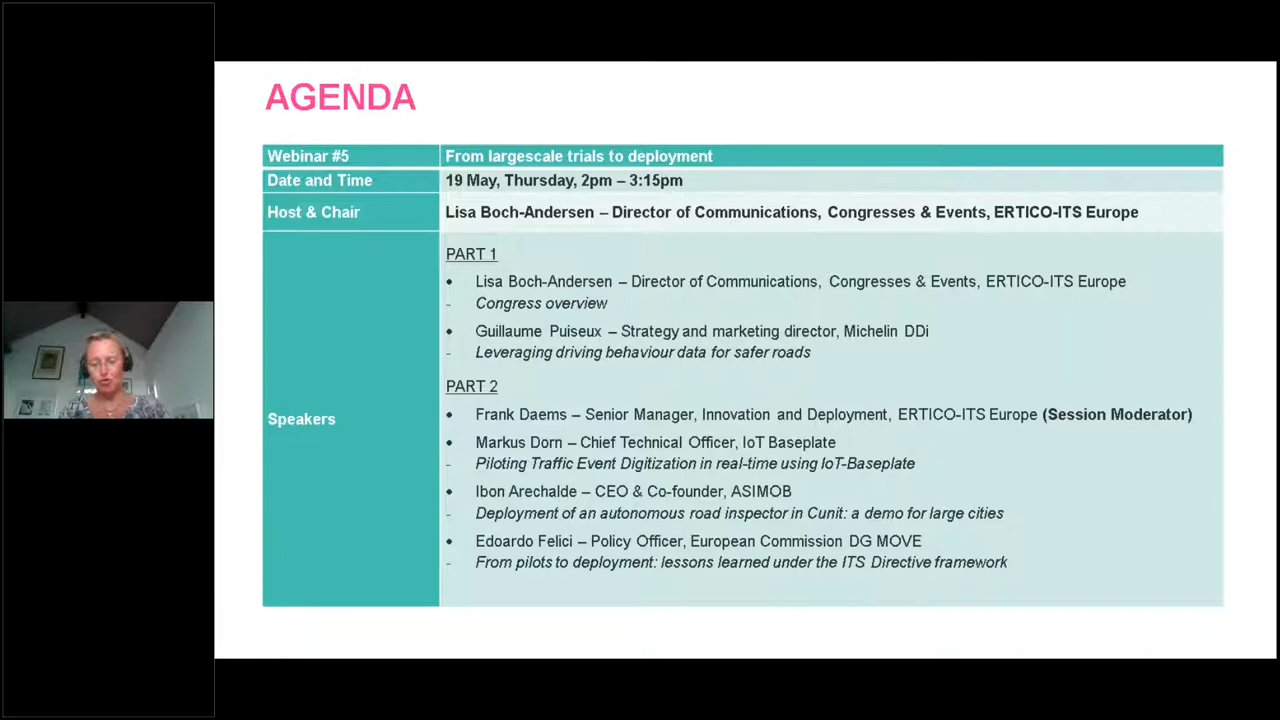 AGENDA
Webinar #5
From largescale trials to deployment
Date and Time
19 May, Thursday, 2pm – 3:15pm
Host & Chair
Lisa Boch-Andersen – Director of Communications, Congresses & Events, ERTICO-ITS Europe
Speakers
PART 1
• Lisa Boch-Andersen – Director of Communications, Congresses & Events, ERTICO-ITS Europe
- Congress overview
• Guillaume Puiseux – Strategy and marketing director, Michelin DDi
- Leveraging driving behaviour data for safer roads
PART 2
• Frank Daems – Senior Manager, Innovation and Deployment, ERTICO-ITS Europe (Session Moderator)
• Markus Dorn – Chief Technical Officer, IoT Baseplate
- Piloting Traffic Event Digitization in real-time using IoT-Baseplate
• Ibon Arechalde – CEO & Co-founder, ASIMOB
- Deployment of an autonomous road inspector in Cunit: a demo for large cities
• Edoardo Felici – Policy Officer, European Commission DG MOVE
- From pilots to deployment: lessons learned under the ITS Directive framework